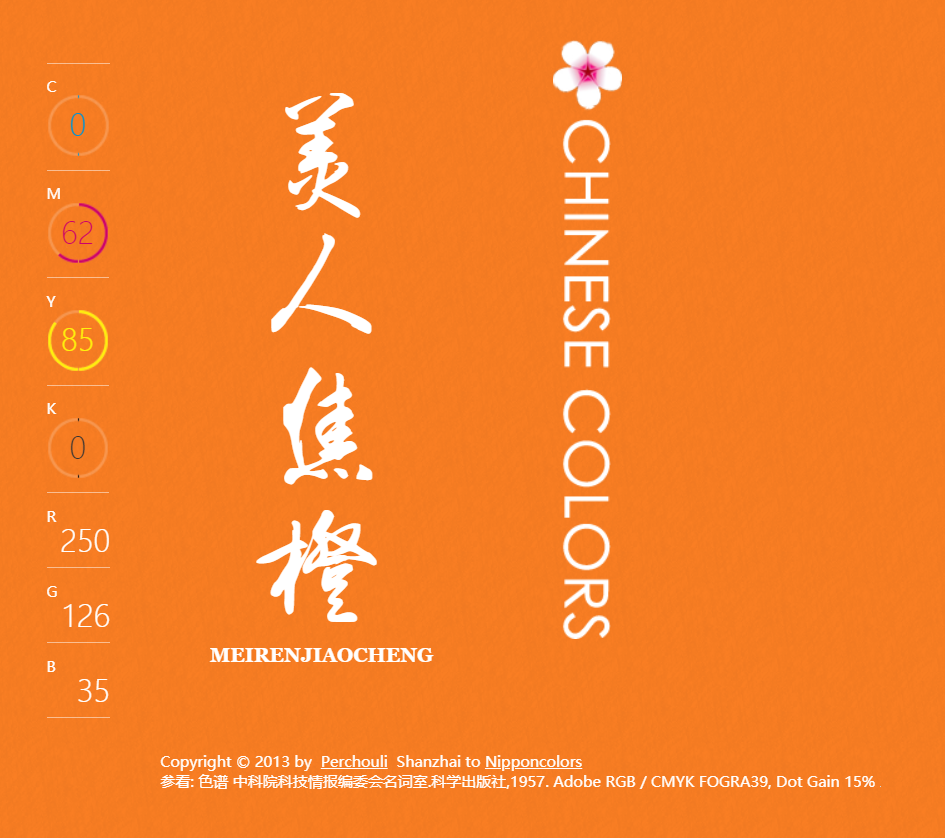 C
0
M
62
Y
85
K
0
R
250
G
126
B
35
美人焦橙
MEIRENJIAOCHENG
CHINESE COLORS
Copyright © 2013 by Perchouli Shanzhai to Nipponcolors
参看: 色谱 中科院科技情报编委会名词室.科学出版社,1957. Adobe RGB / CMYK FOGRA39, Dot Gain 15% .